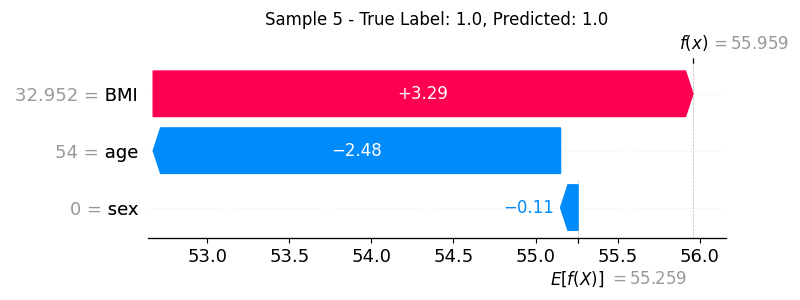 Sample 5 - True Label: 1.0, Predicted: 1.0
f(x) = 55.959
32.952 = BMI
+3.29
54 = age
−2.48
0 = sex
−0.11
53.0 53.5 54.0 54.5 55.0 55.5 56.0
E[f(X)] = 55.259